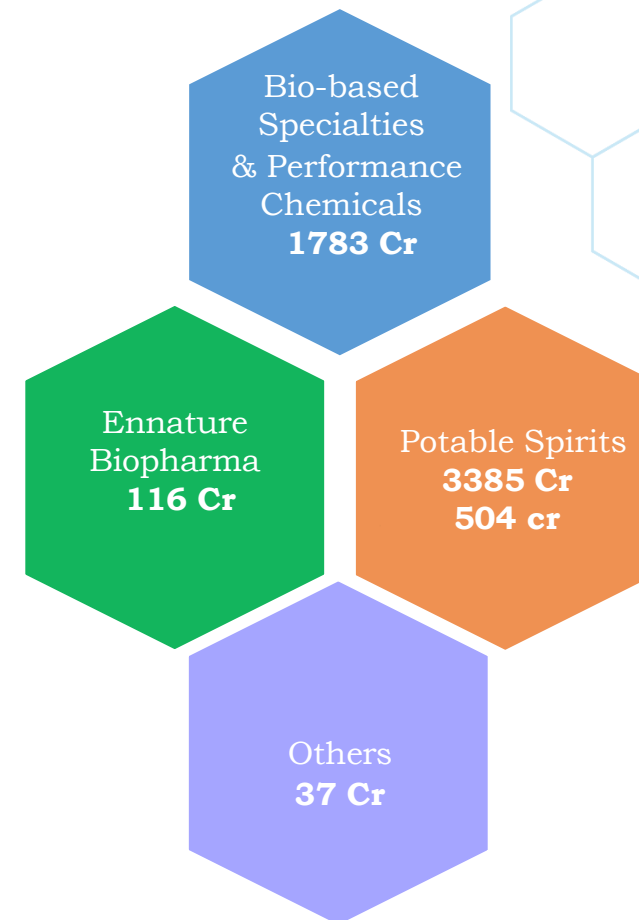 Bio-based
Specialties
& Performance
Chemicals
1783 Cr
Ennature
Biopharma
116 Cr
Potable Spirits
3385 Cr
504 cr
Others
37 Cr